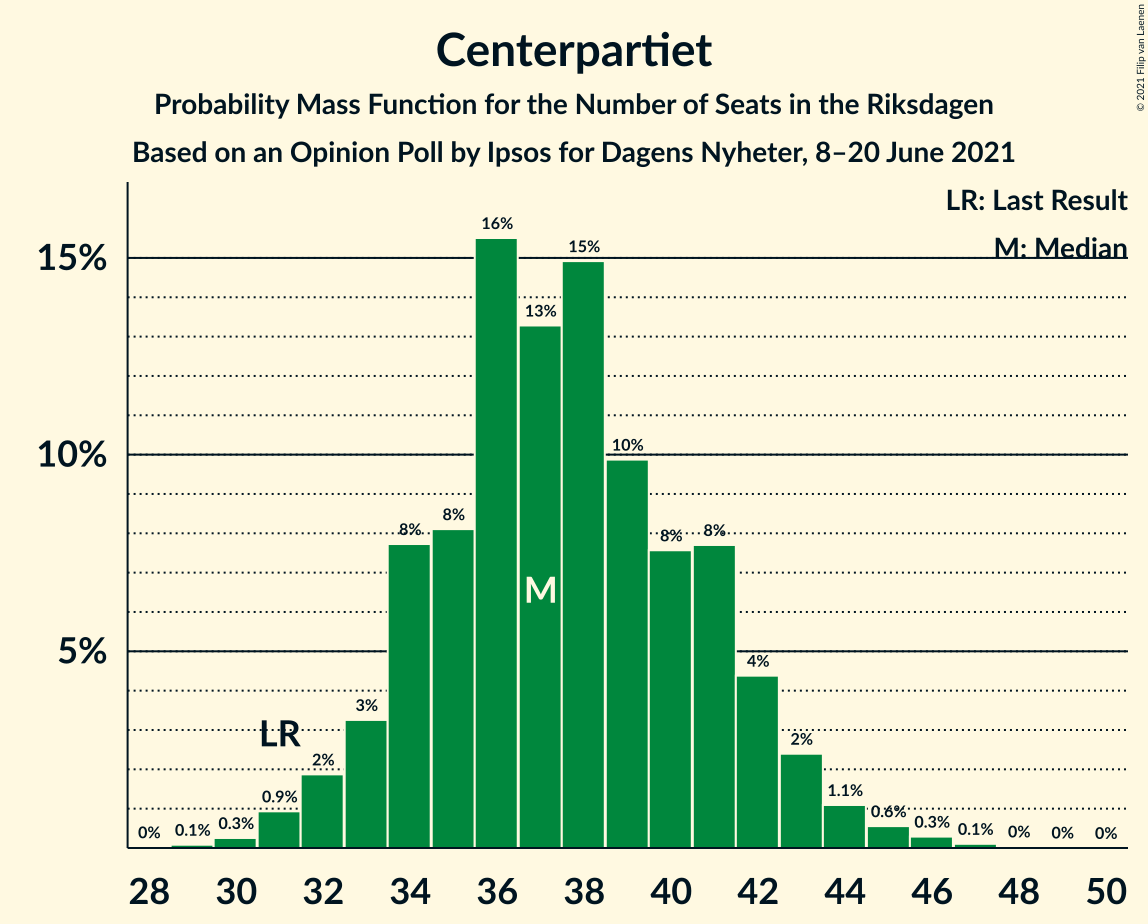 Centerpartiet
Probability Mass Function for the Number of Seats in the Riksdagen
Based on an Opinion Poll by Ipsos for Dagens Nyheter, 8–20 June 2021
© 2021 Filip van Laenen
LR: Last Result
M: Median
15%
10%
5%
0%
0.1%
0.3%
0.9%
2%
3%
8%
8%
16%
13%
15%
10%
8%
8%
4%
2%
1.1%
0.6%
0.3%
0.1%
0%
0%
0%
LR
M
28 30 32 34 36 38 40 42 44 46 48 50